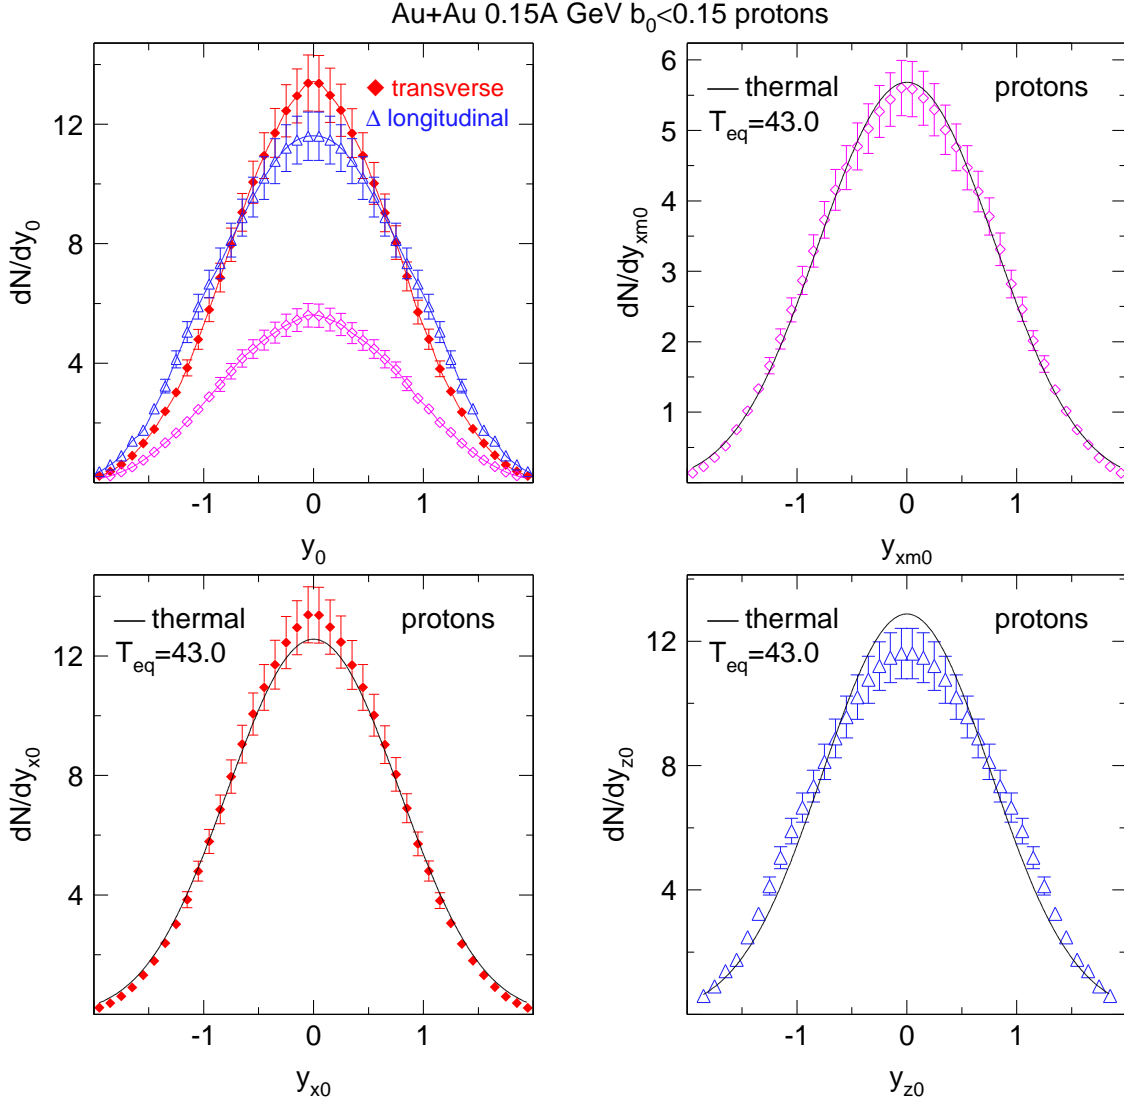 Au+Au 0.15A GeV b0<0.15 protons
transverse
longitudinal
12
8
4
dN/dy0
-1
0
1
y0
thermal
protons
Teq=43.0
6
5
4
3
2
1
dN/dyxm0
-1
0
1
yxm0
thermal
protons
Teq=43.0
12
8
4
dN/dyx0
-1
0
1
yx0
thermal
protons
Teq=43.0
12
8
4
dN/dyz0
-1
0
1
yz0